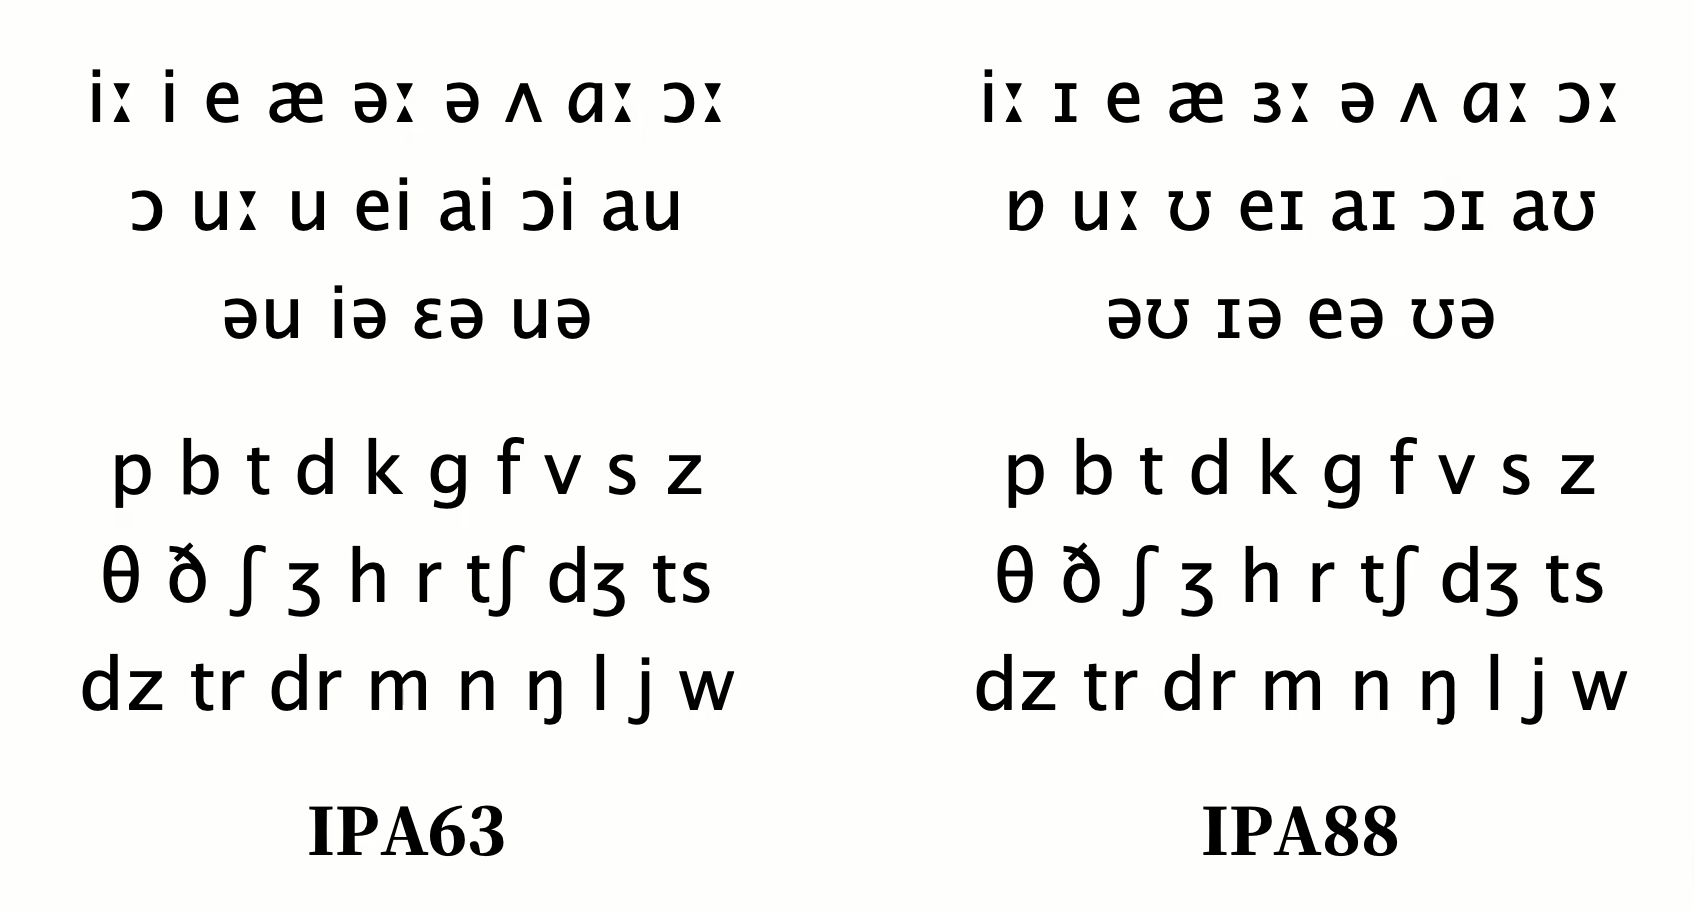 iː i e æ əː ə ʌ ɑː ɔː
ɔ uː u ei ai ɔi au
əu iə ɛə uə
p b t d k ɡ f v s z
θ ð ʃ ʒ h r tʃ dʒ ts
dz tr dr m n ŋ l j w
IPA63
iː ɪ e æ ɜː ə ʌ ɑː ɔː
ɒ uː ʊ eɪ aɪ ɔɪ aʊ
əʊ ɪə eə ʊə
p b t d k ɡ f v s z
θ ð ʃ ʒ h r tʃ dʒ ts
dz tr dr m n ŋ l j w
IPA88